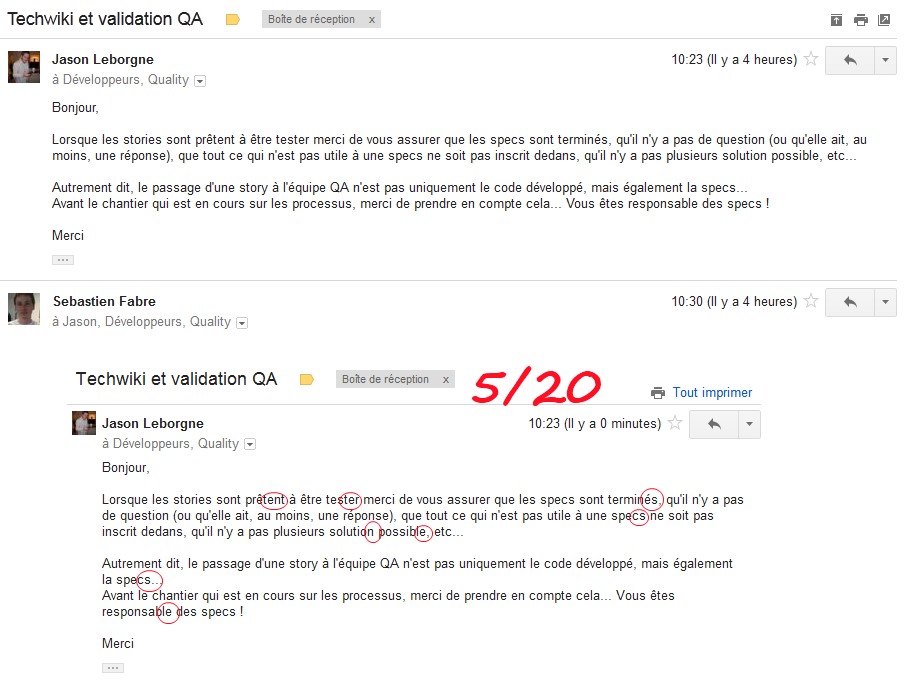 Techwiki et validation QA Boîte de réception x
Jason Leborgne 10:23 (Il y a 4 heures)
à Développeurs, Quality
Bonjour,
Lorsque les stories sont prêtent à être tester merci de vous assurer que les specs sont terminés, qu'il n'y a pas de question (ou qu'elle ait, au
moins, une réponse), que tout ce qui n'est pas utile à une specs ne soit pas inscrit dedans, qu'il n'y a pas plusieurs solution possible, etc...
Autrement dit, le passage d'une story à l'équipe QA n'est pas uniquement le code développé, mais également la specs...
Avant le chantier qui est en cours sur les processus, merci de prendre en compte cela... Vous êtes responsable des specs !
Merci
...
Sebastien Fabre 10:30 (Il y a 4 heures)
à Jason, Développeurs, Quality
Techwiki et validation QA Boîte de réception x 5/20
Tout imprimer
Jason Leborgne 10:23 (Il y a 0 minutes)
à Développeurs, Quality
Bonjour,
Lorsque les stories sont prêtent à être tester merci de vous assurer que les specs sont terminés, qu'il n'y a pas
de question (ou qu'elle ait, au moins, une réponse), que tout ce qui n'est pas utile à une specs ne soit pas
inscrit dedans, qu'il n'y a pas plusieurs solution possible, etc...
Autrement dit, le passage d'une story à l'équipe QA n'est pas uniquement le code développé, mais également
la specs...
Avant le chantier qui est en cours sur les processus, merci de prendre en compte cela... Vous êtes
responsable des specs !
Merci
...